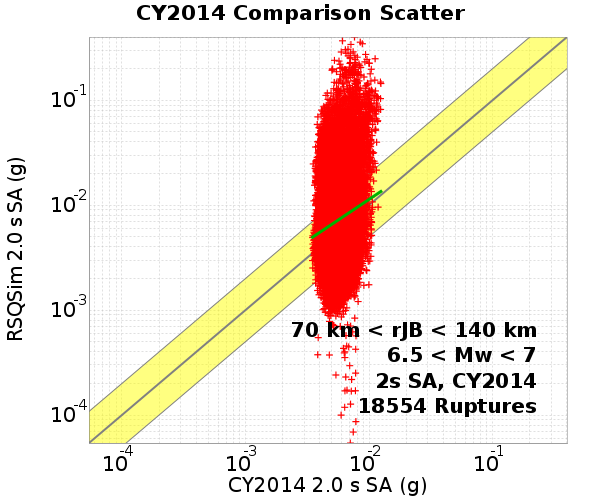 CY2014 Comparison Scatter
RSQSim 2.0 s SA (g)
10⁻¹
10⁻²
10⁻³
10⁻⁴
70 km < rJB < 140 km
6.5 < Mw < 7
2s SA, CY2014
18554 Ruptures
10⁻⁴ 10⁻³ 10⁻² 10⁻¹
CY2014 2.0 s SA (g)